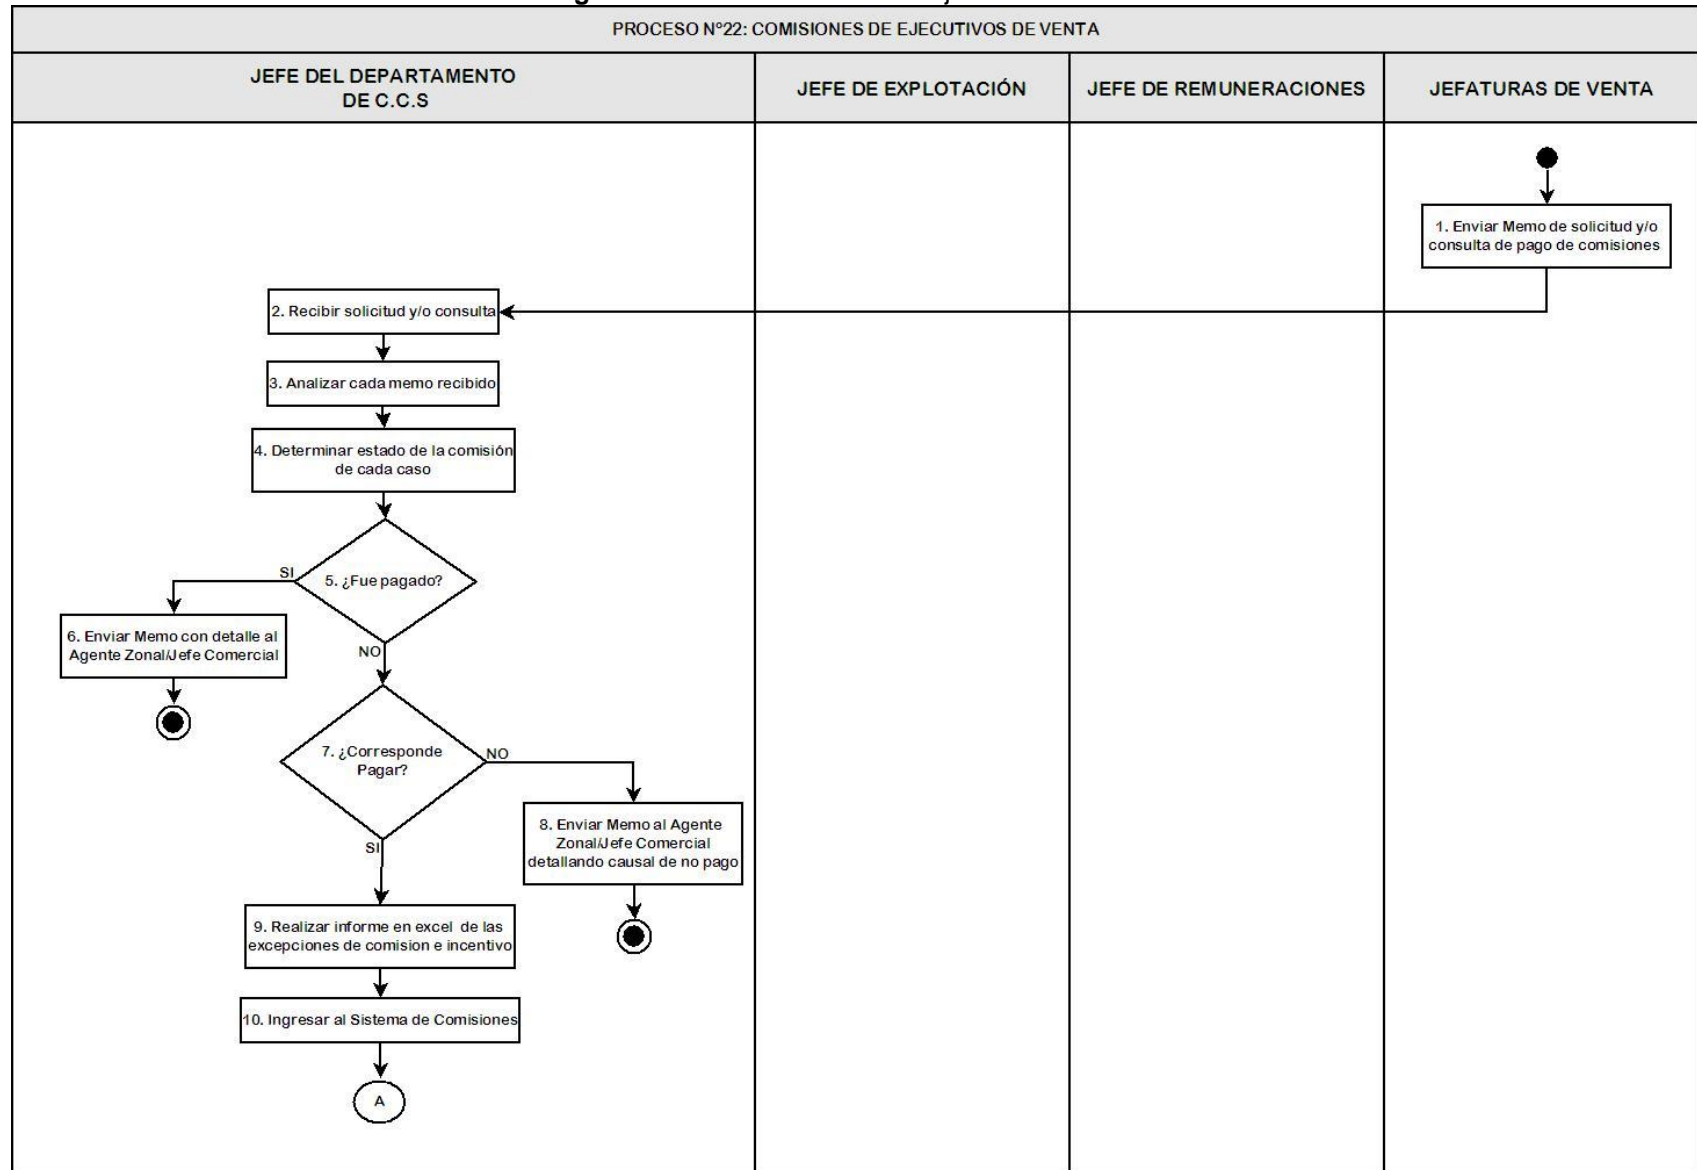 PROCESO Nº22: COMISIONES DE EJECUTIVOS DE VENTA
JEFE DEL DEPARTAMENTO
DE C.C.S
JEFE DE EXPLOTACIÓN
JEFE DE REMUNERACIONES
JEFATURAS DE VENTA
1. Enviar Memo de solicitud y/o
consulta de pago de comisiones
2. Recibir solicitud y/o consulta
3. Analizar cada memo recibido
4. Determinar estado de la comisión
de cada caso
5. ¿Fue pagado?
SI
NO
6. Enviar Memo con detalle al
Agente Zonal/Jefe Comercial
7. ¿Corresponde
Pagar?
NO
SI
8. Enviar Memo al Agente
Zonal/Jefe Comercial
detallando causal de no pago
9. Realizar informe en excel de las
excepciones de comision e incentivo
10. Ingresar al Sistema de Comisiones
A